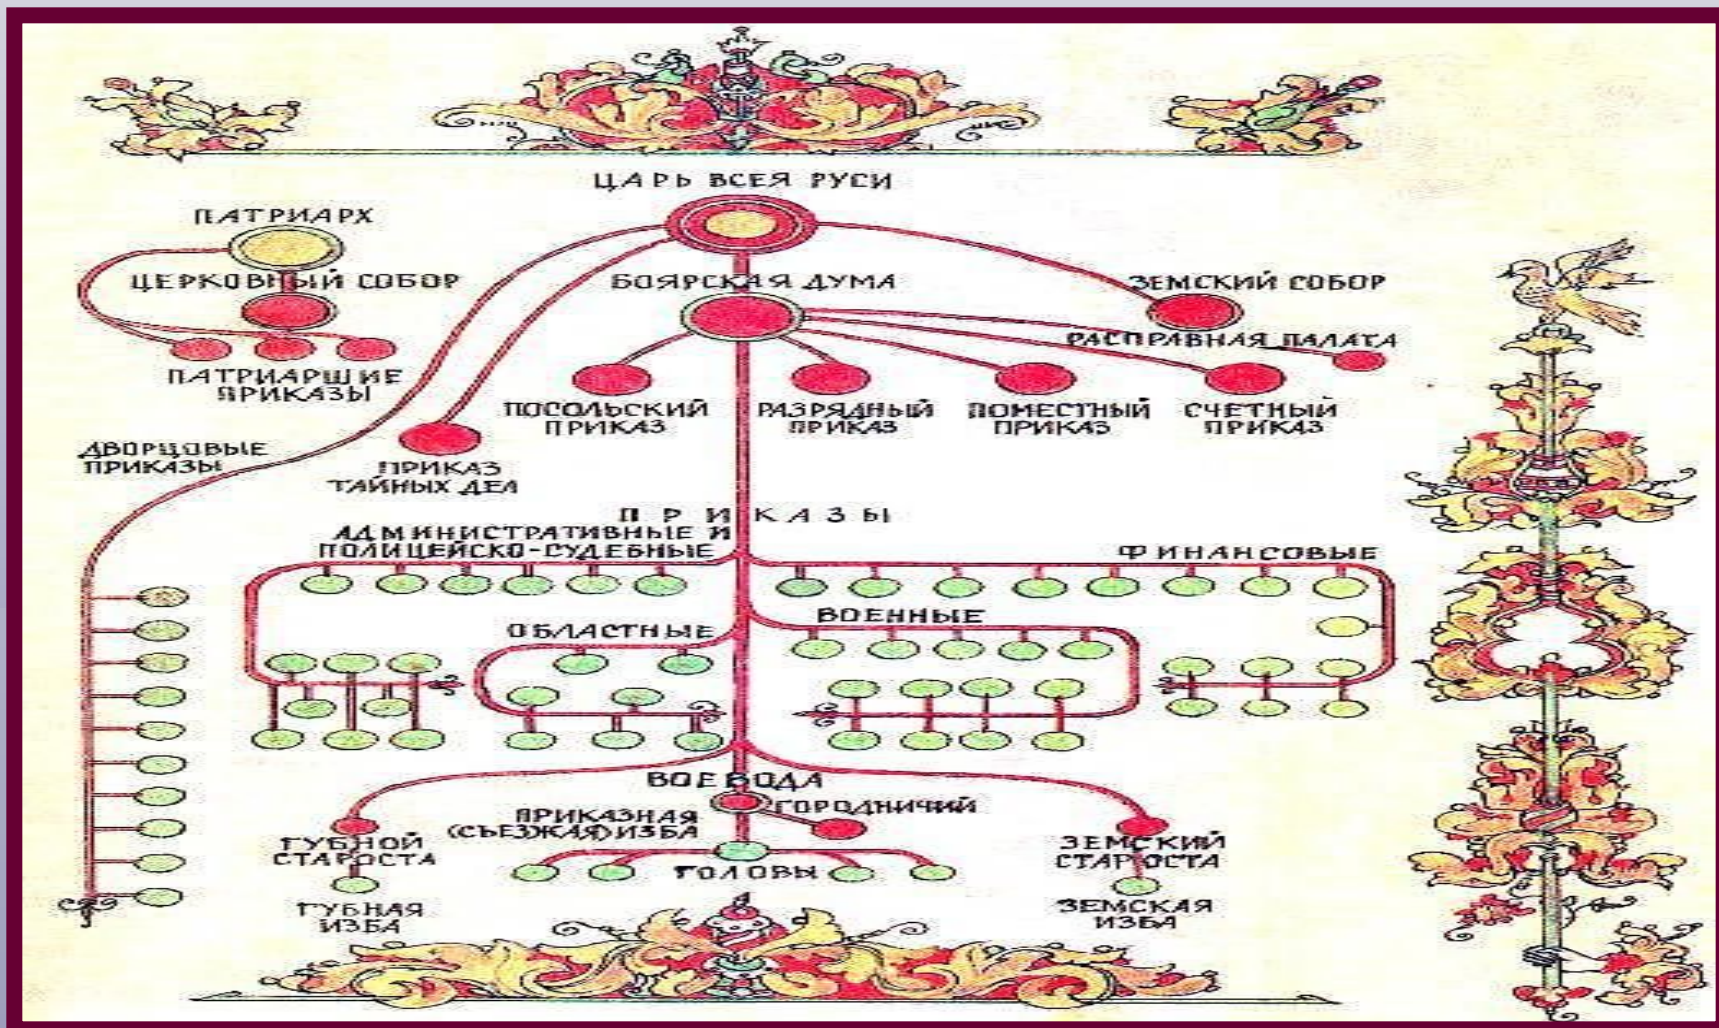 ЦАРЬ ВСЕЯ РУСИ
ПАТРИАРХ
ЦЕРКОВНЫЙ СОБОР
БОЯРСКАЯ ДУМА
ЗЕМСКИЙ СОБОР
РАСПРАВНАЯ ПАЛАТА
ПАТРИАРШИЕ
ПРИКАЗЫ
ПОСОЛЬСКИЙ
ПРИКАЗ
РАЗРЯДНЫЙ
ПРИКАЗ
ПОМЕСТНЫЙ
ПРИКАЗ
СЧЕТНЫЙ
ПРИКАЗ
ДВОРЦОВЫЕ
ПРИКАЗЫ
ПРИКАЗ
ТАЙНЫХ ДЕЛ
ПРИКАЗЫ
АДМИНИСТРАТИВНЫЕ И
ПОЛИЦЕЙСКО-СУДЕБНЫЕ
ФИНАНСОВЫЕ
ОБЛАСТНЫЕ
ВОЕННЫЕ
ВОЕВОДА
ПРИКАЗНАЯ
(СЪЕЗЖАЯ) ИЗБА
ГОРОДНИЧИЙ
ГУБНОЙ
СТАРОСТА
ЗЕМСКИЙ
СТАРОСТА
ГОЛОВЫ
ГУБНАЯ
ИЗБА
ЗЕМСКАЯ
ИЗБА